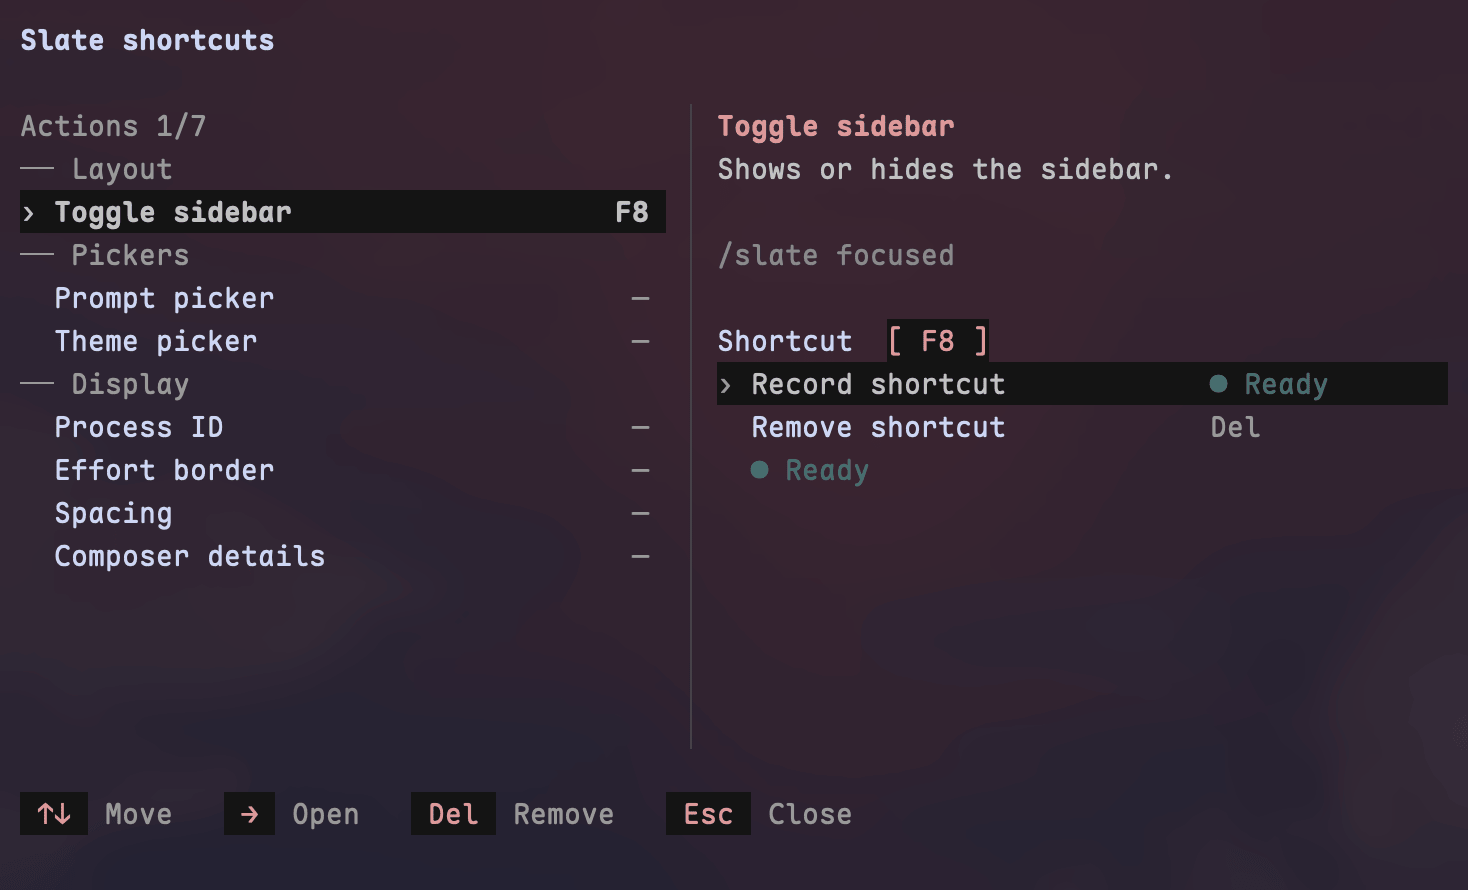 Slate shortcuts
Actions 1/7
── Layout
› Toggle sidebar F8
── Pickers
Prompt picker —
Theme picker —
── Display
Process ID —
Effort border —
Spacing —
Composer details —
Toggle sidebar
Shows or hides the sidebar.
/slate focused
Shortcut [ F8 ]
› Record shortcut ● Ready
Remove shortcut Del
● Ready
↑↓ Move → Open Del Remove Esc Close